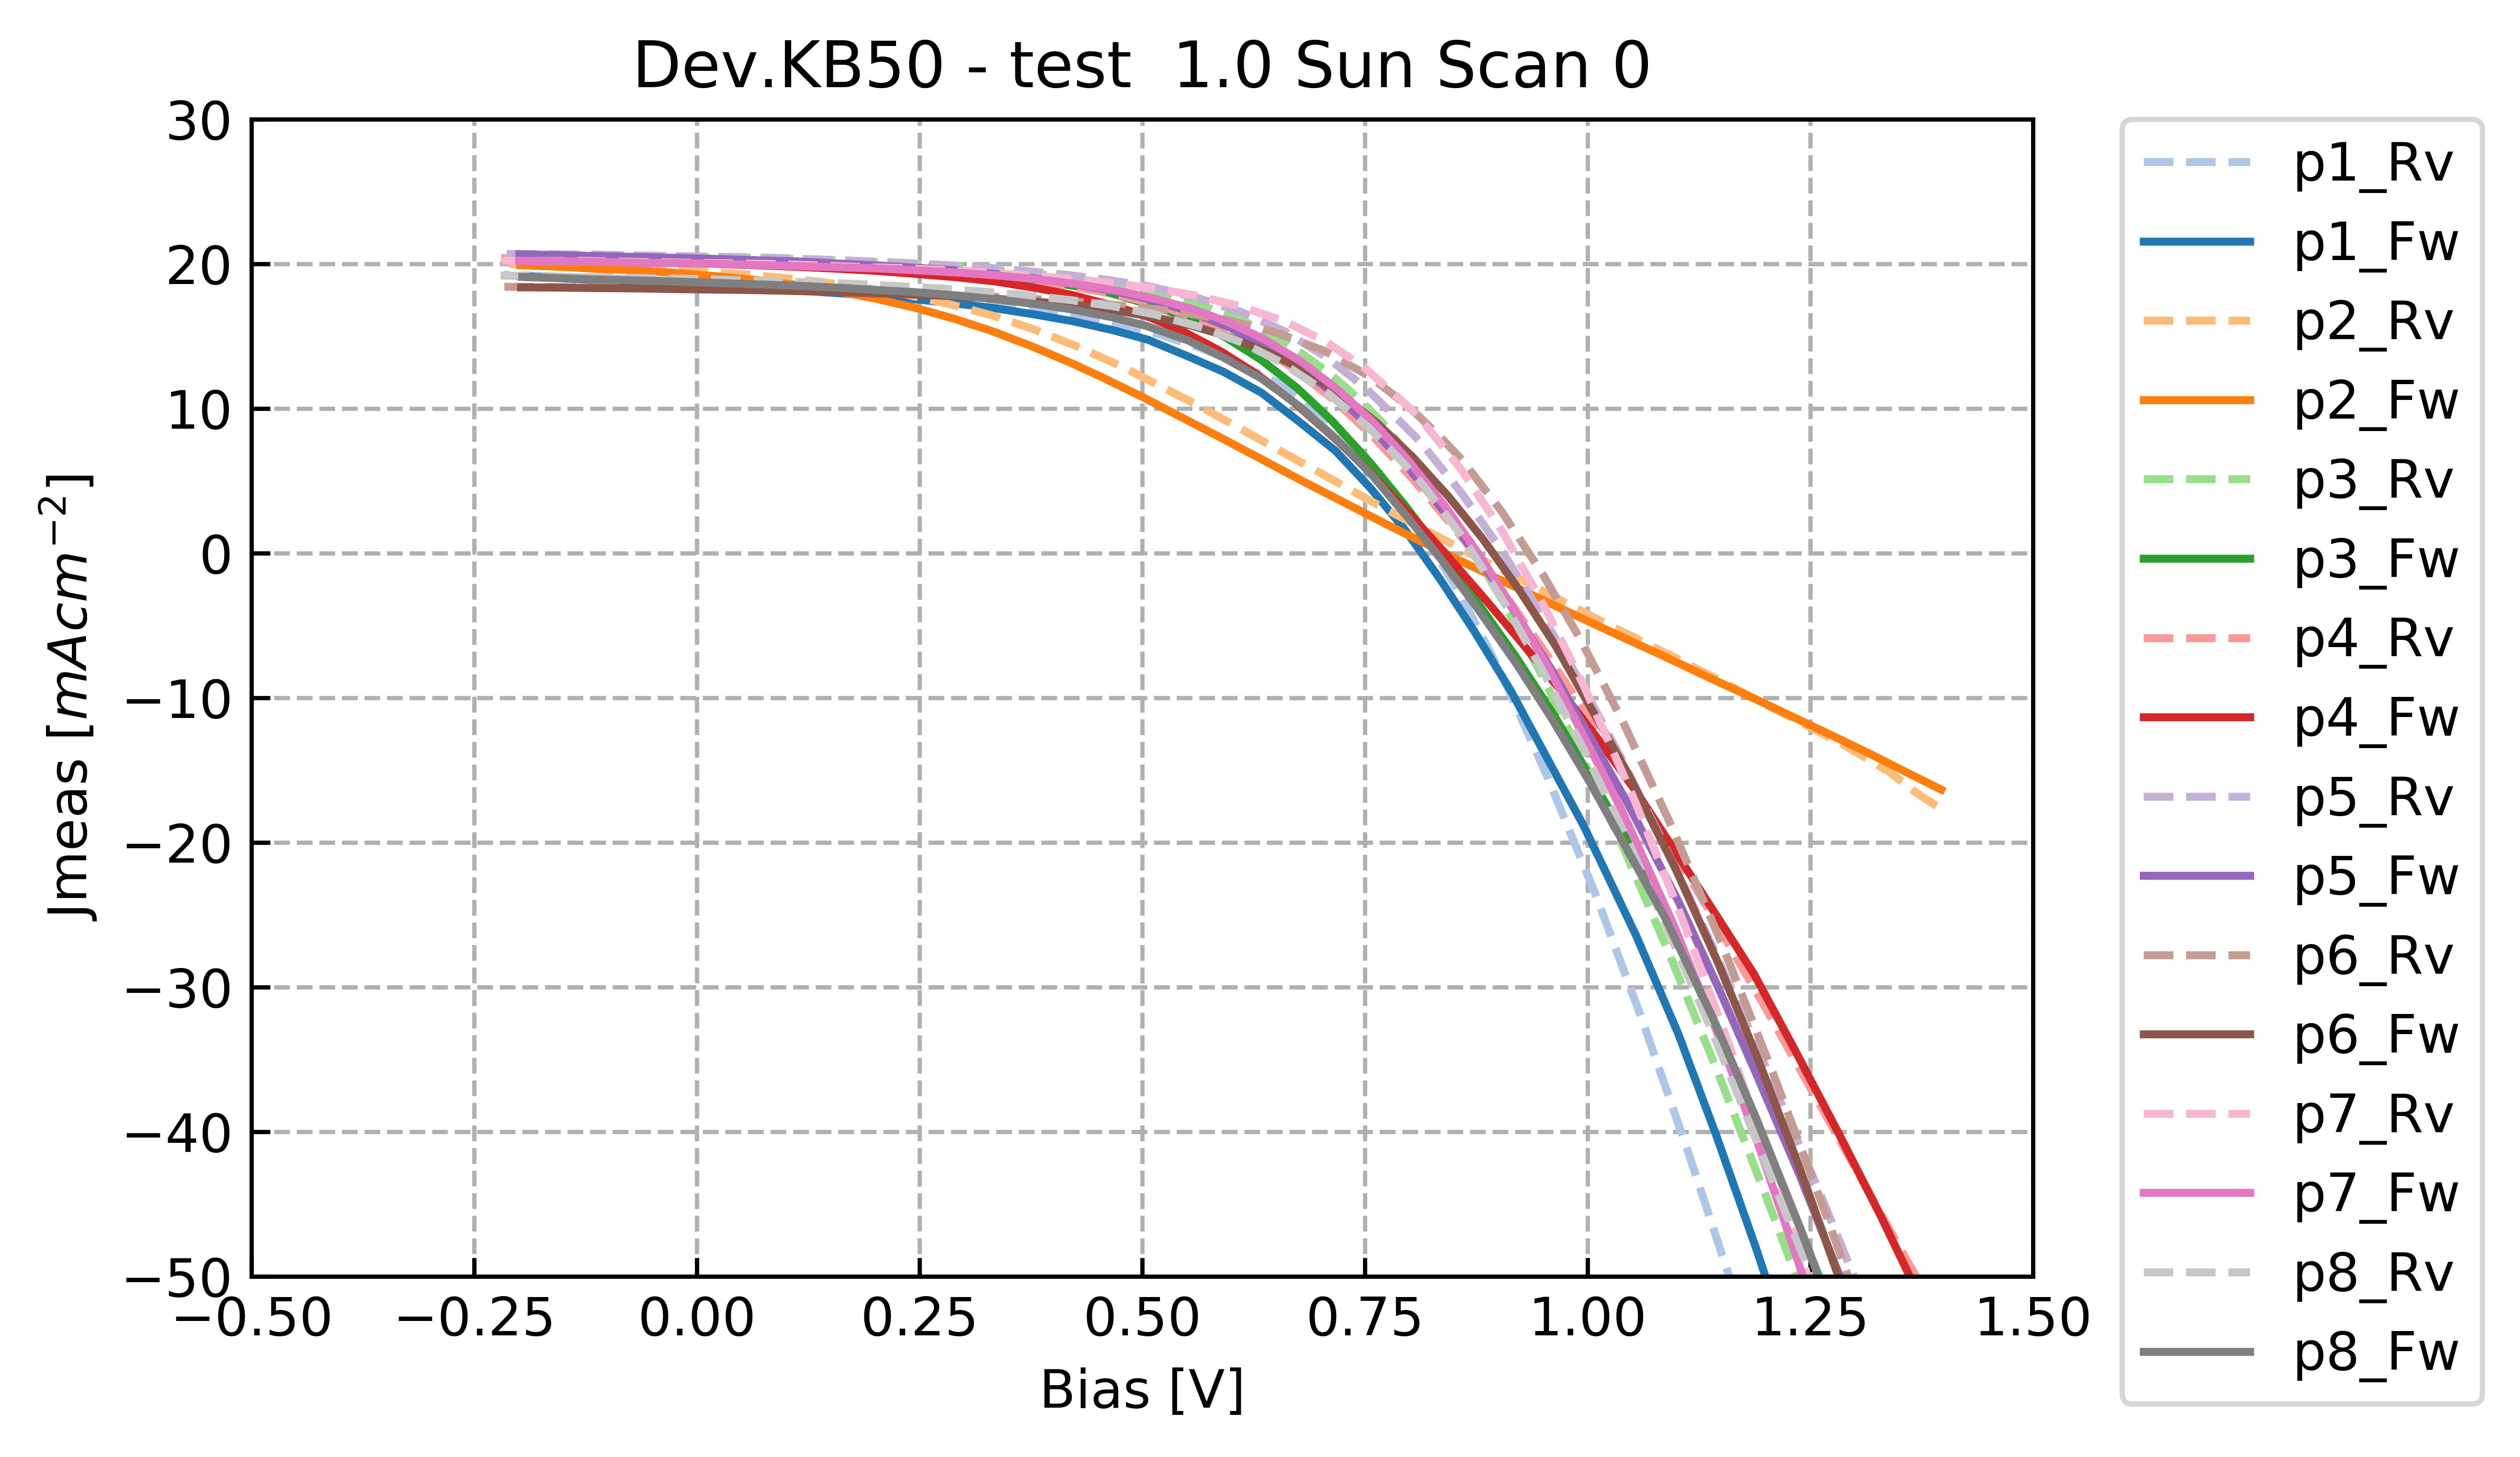 Dev.KB50 - test  1.0 Sun Scan 0
30
20
10
0
−10
−20
−30
−40
−50
Jmeas [mAcm⁻²]
−0.50
−0.25
0.00
0.25
0.50
0.75
1.00
1.25
1.50
Bias [V]
p1_Rv
p1_Fw
p2_Rv
p2_Fw
p3_Rv
p3_Fw
p4_Rv
p4_Fw
p5_Rv
p5_Fw
p6_Rv
p6_Fw
p7_Rv
p7_Fw
p8_Rv
p8_Fw